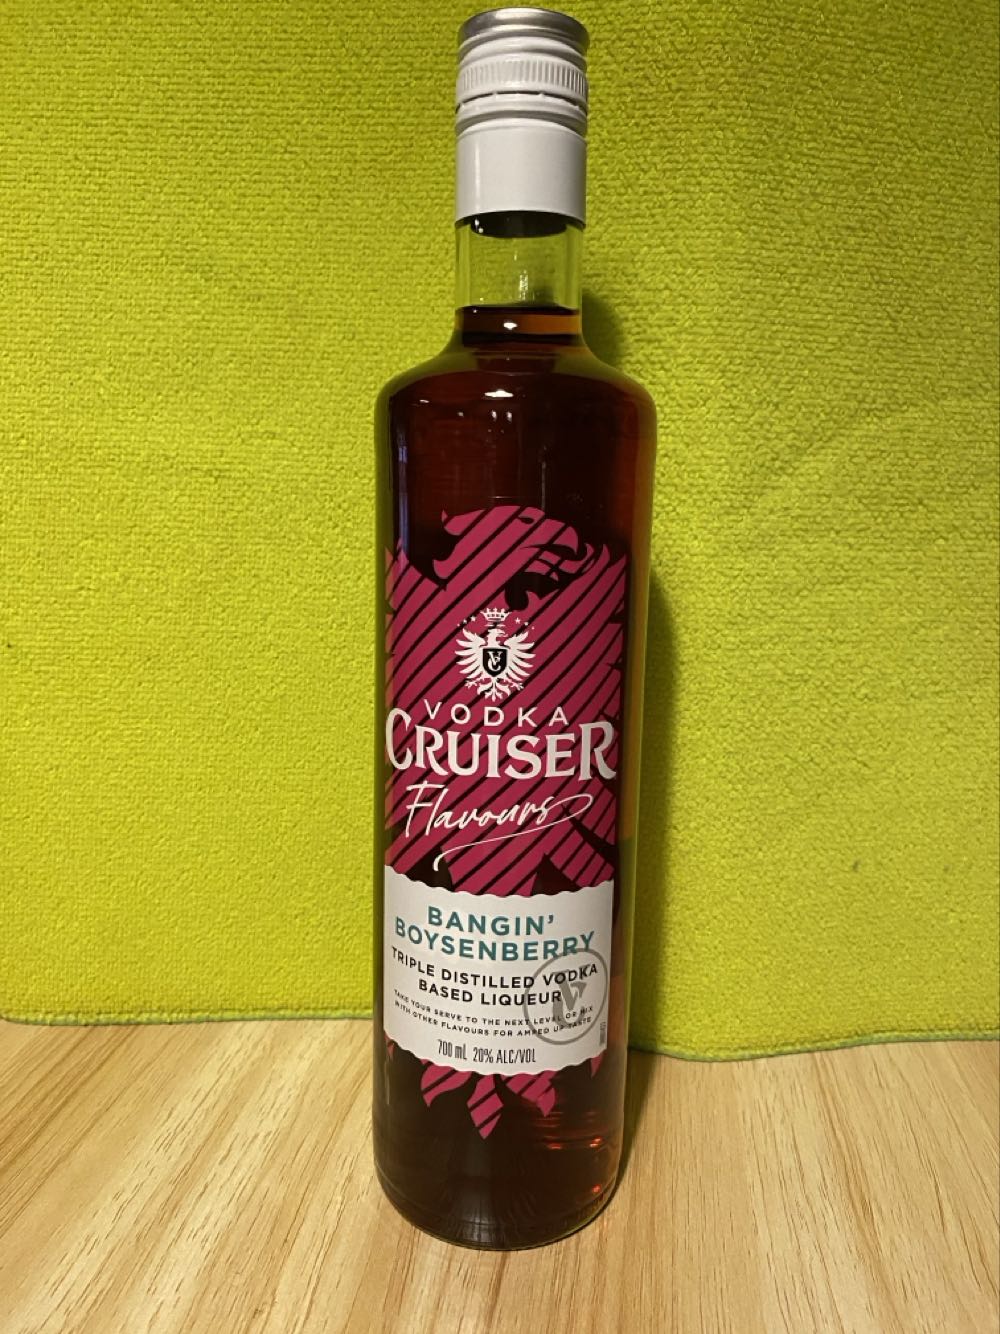 VC
VODKA
CRUISER
Flavours
BANGIN'
BOYSENBERRY
TRIPLE DISTILLED VODKA
BASED LIQUEUR
TAKE YOUR SERVE TO THE NEXT LEVEL OR MIX
WITH OTHER FLAVOURS FOR AMPED UP TASTE
700 mL 20% ALC/VOL